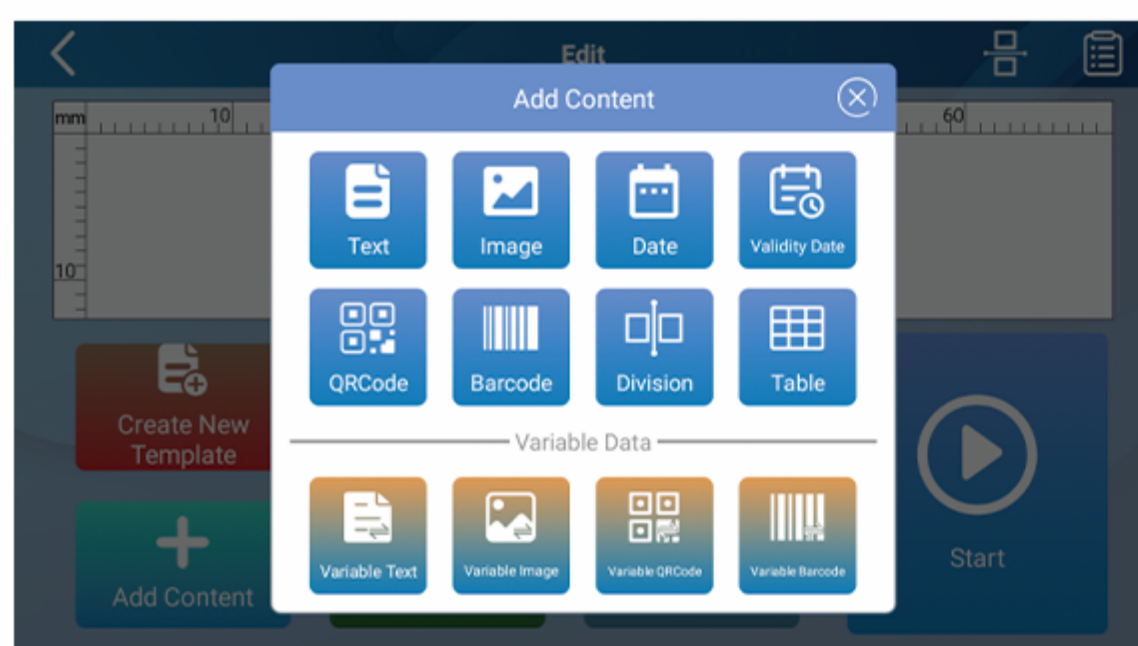 Edit
Add Content
mm 10 60
10
Text Image Date Validity Date
QRCode Barcode Division Table
Variable Data
Variable Text Variable Image Variable QRCode Variable Barcode
Create New
Template
Add Content
Start